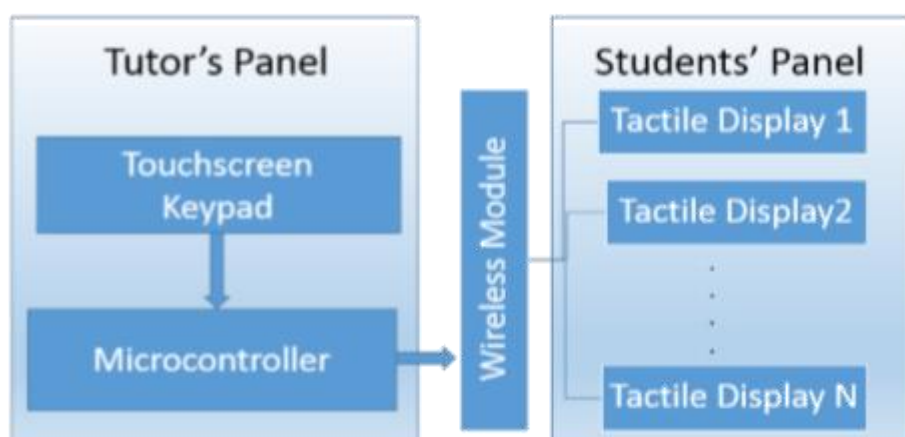 Tutor's Panel
Touchscreen
Keypad
Microcontroller
Wireless Module
Students' Panel
Tactile Display 1
Tactile Display2
Tactile Display N